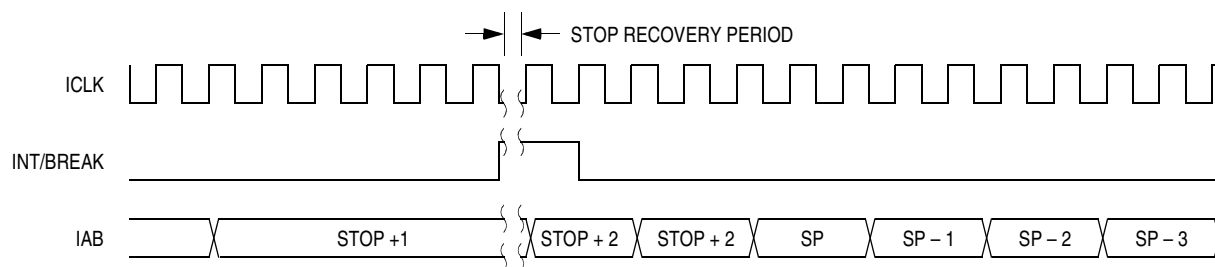 STOP RECOVERY PERIOD
ICLK
INT/BREAK
IAB STOP +1 STOP + 2 STOP + 2 SP SP – 1 SP – 2 SP – 3